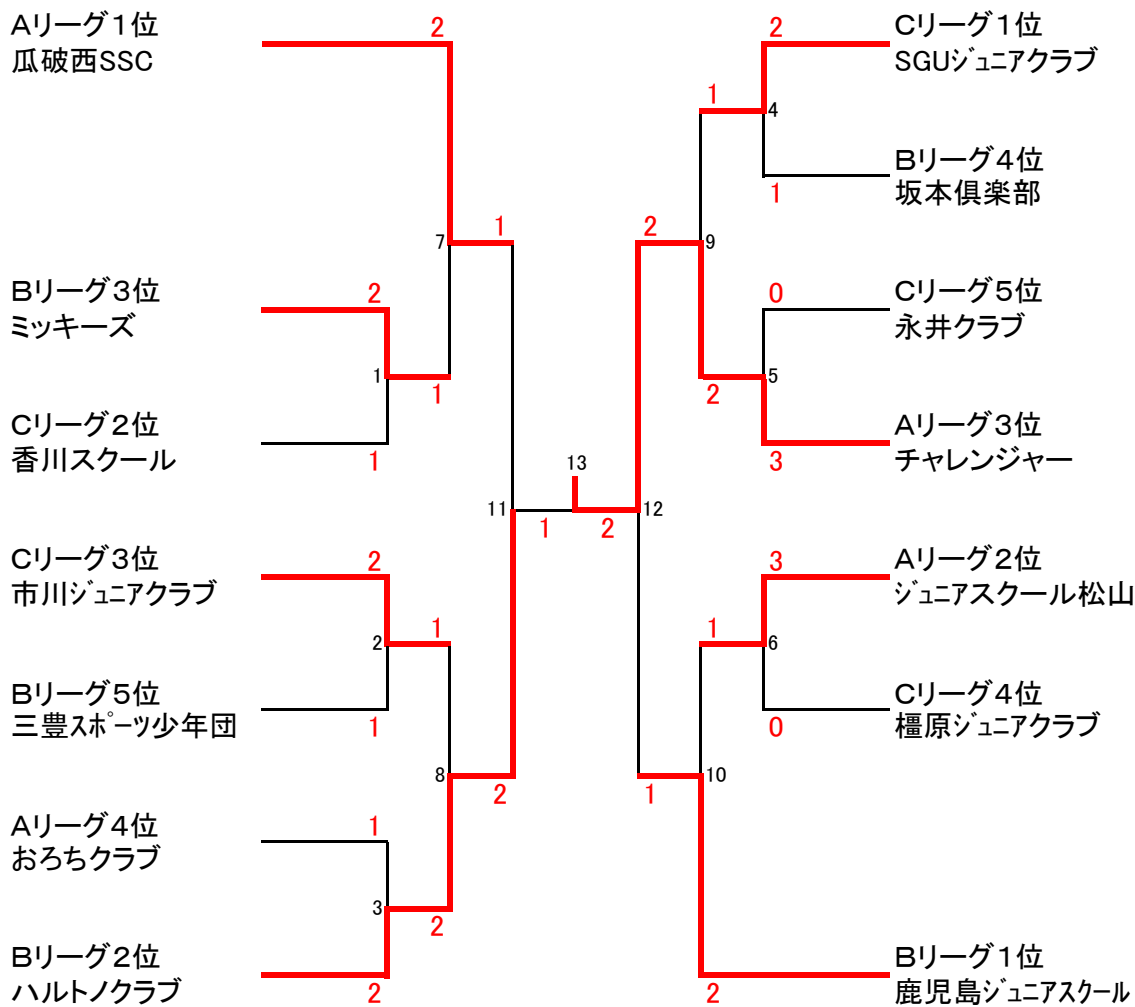 Aリーグ1位
瓜破西SSC
2
7
1
Bリーグ3位
ミッキーズ
2
1
1
Cリーグ2位
香川スクール
1
11
Cリーグ3位
市川ジュニアクラブ
2
2
1
Bリーグ5位
三豊スポーツ少年団
1
8
2
Aリーグ4位
おろちクラブ
1
3
2
Bリーグ2位
ハルトノクラブ
2
13
1
2
12
Cリーグ1位
SGUジュニアクラブ
2
1
4
Bリーグ4位
坂本倶楽部
1
2
9
Cリーグ5位
永井クラブ
0
5
2
Aリーグ3位
チャレンジャー
3
Aリーグ2位
ジュニアスクール松山
3
1
6
Cリーグ4位
橿原ジュニアクラブ
0
10
1
Bリーグ1位
鹿児島ジュニアスクール
2